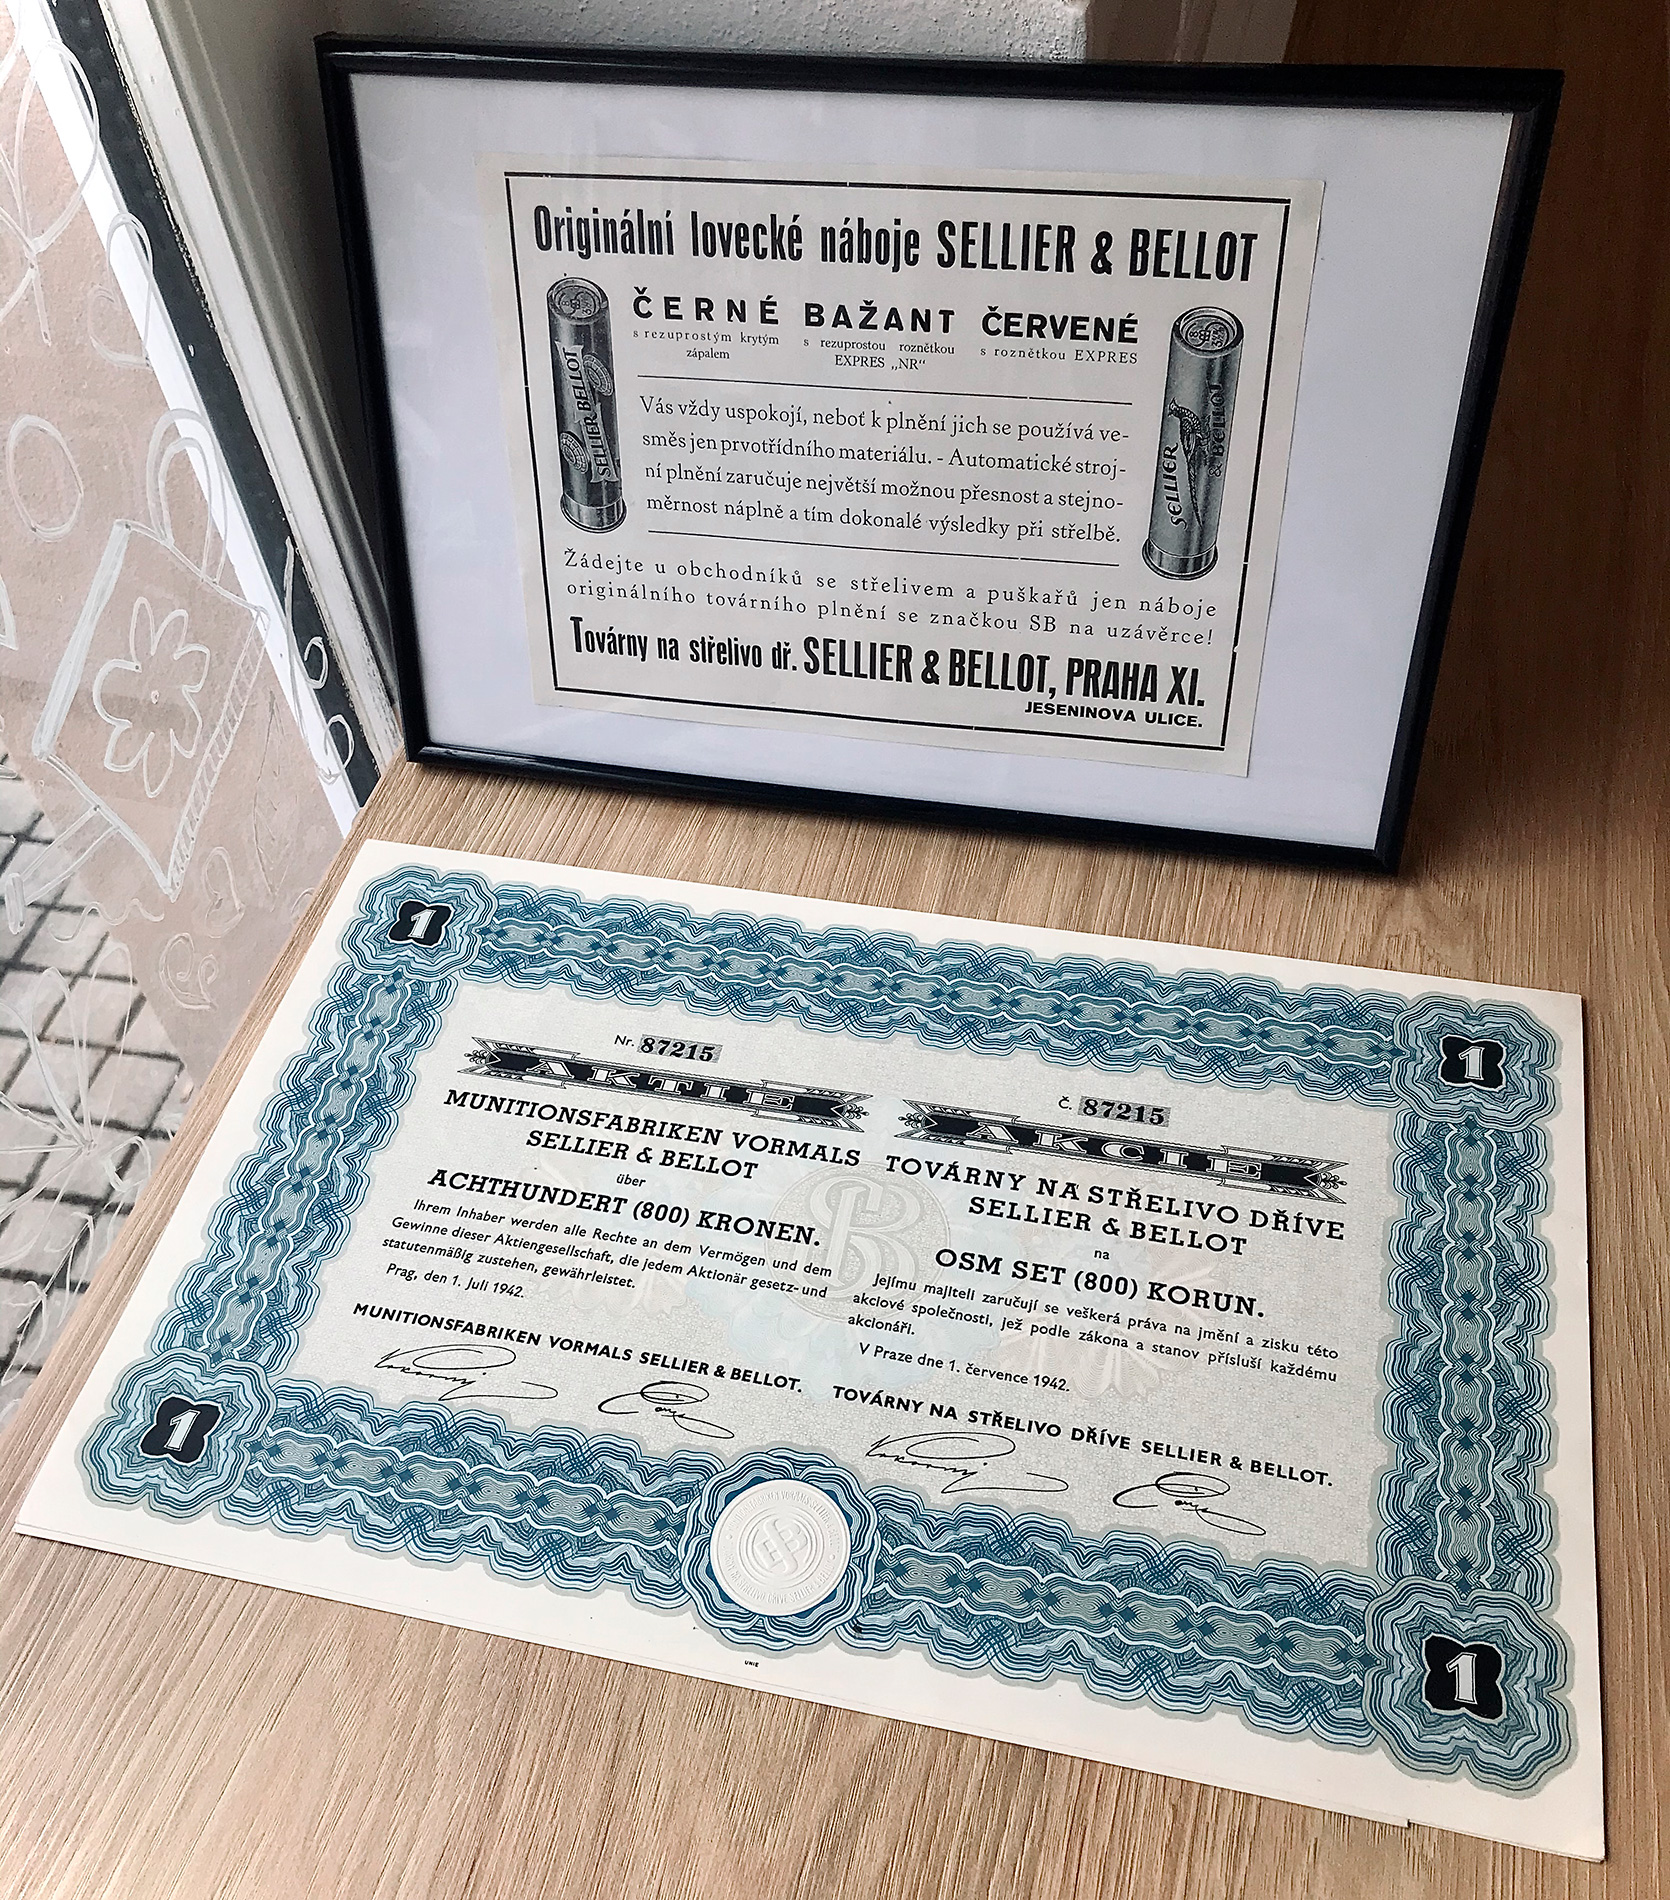 Originální lovecké náboje SELLIER & BELLOT
ČERNÉ
s rezuprostým krytým
zápalem
BAŽANT
s rezuprostou roznětkou
EXPRES „NR“
ČERVENÉ
s roznětkou EXPRES
SELLIER BELLOT
SELLIER
& BELLOT
Vás vždy uspokojí, neboť k plnění jich se používá ve-
směs jen prvotřídního materiálu. - Automatické stroj-
ní plnění zaručuje největší možnou přesnost a stejno-
měrnost náplně a tím dokonalé výsledky při střelbě.
Žádejte u obchodníků se střelivem a puškařů jen náboje
originálního továrního plnění se značkou SB na uzávěrce!
Továrny na střelivo dř. SELLIER & BELLOT, PRAHA XI.
JESENINOVA ULICE.
1
1
Nr. 87215
AKTIE
MUNITIONSFABRIKEN VORMALS
SELLIER & BELLOT
über
ACHTHUNDERT (800) KRONEN.
Ihrem Inhaber werden alle Rechte an dem Vermögen und dem
Gewinne dieser Aktiengesellschaft, die jedem Aktionär gesetz- und
statutenmäßig zustehen, gewährleistet.
Prag, den 1. Juli 1942.
MUNITIONSFABRIKEN VORMALS SELLIER & BELLOT.
Č. 87215
AKCIE
TOVÁRNY NA STŘELIVO DŘÍVE
SELLIER & BELLOT
na
OSM SET (800) KORUN.
Jejímu majiteli zaručují se veškerá práva na jmění a zisku této
akciové společnosti, jež podle zákona a stanov přísluší každému
akcionáři.
V Praze dne 1. července 1942.
TOVÁRNY NA STŘELIVO DŘÍVE SELLIER & BELLOT.
1
1
UNIE